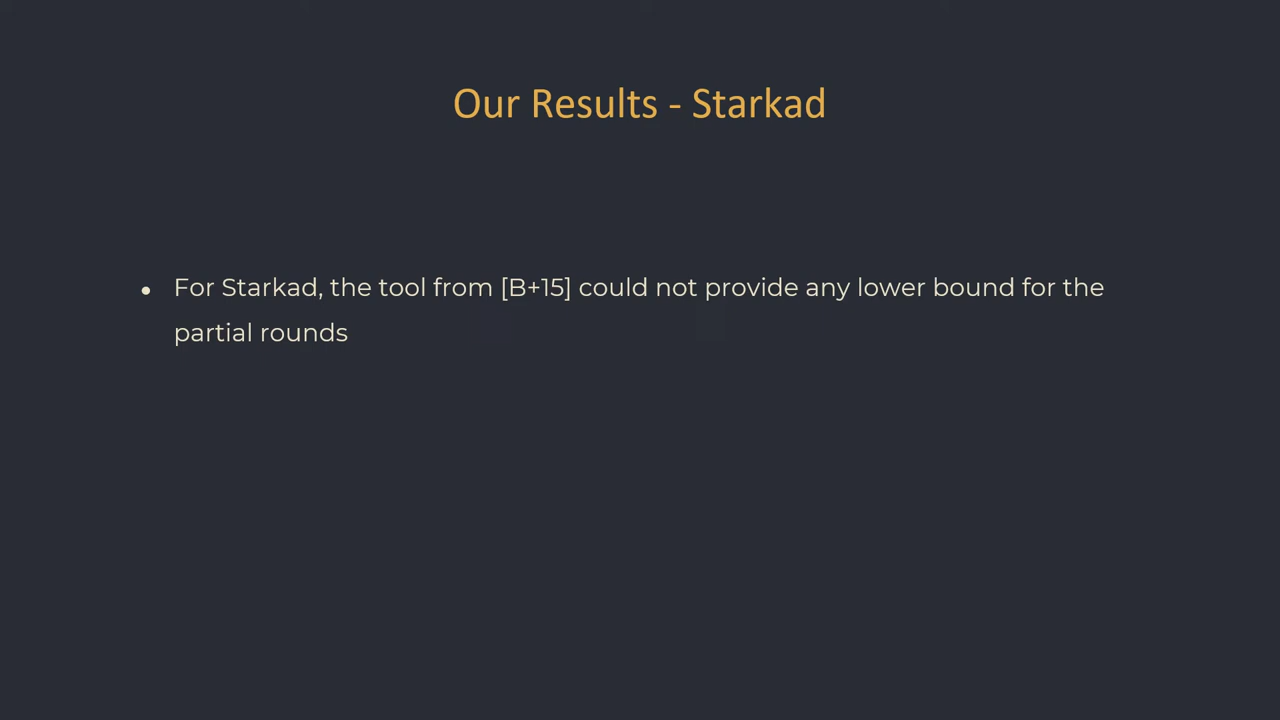 Our Results - Starkad
• For Starkad, the tool from [B+15] could not provide any lower bound for the
partial rounds